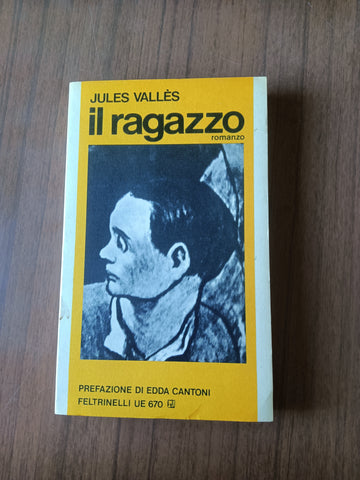 JULES VALLÈS
il ragazzo
romanzo
PREFAZIONE DI EDDA CANTONI
FELTRINELLI UE 670